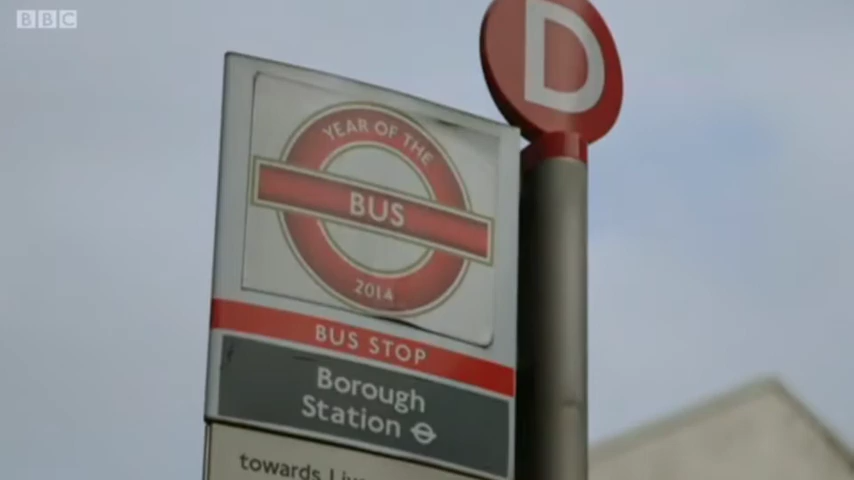 BBC
D
YEAR OF THE
BUS
2014
BUS STOP
Borough
Station
towards